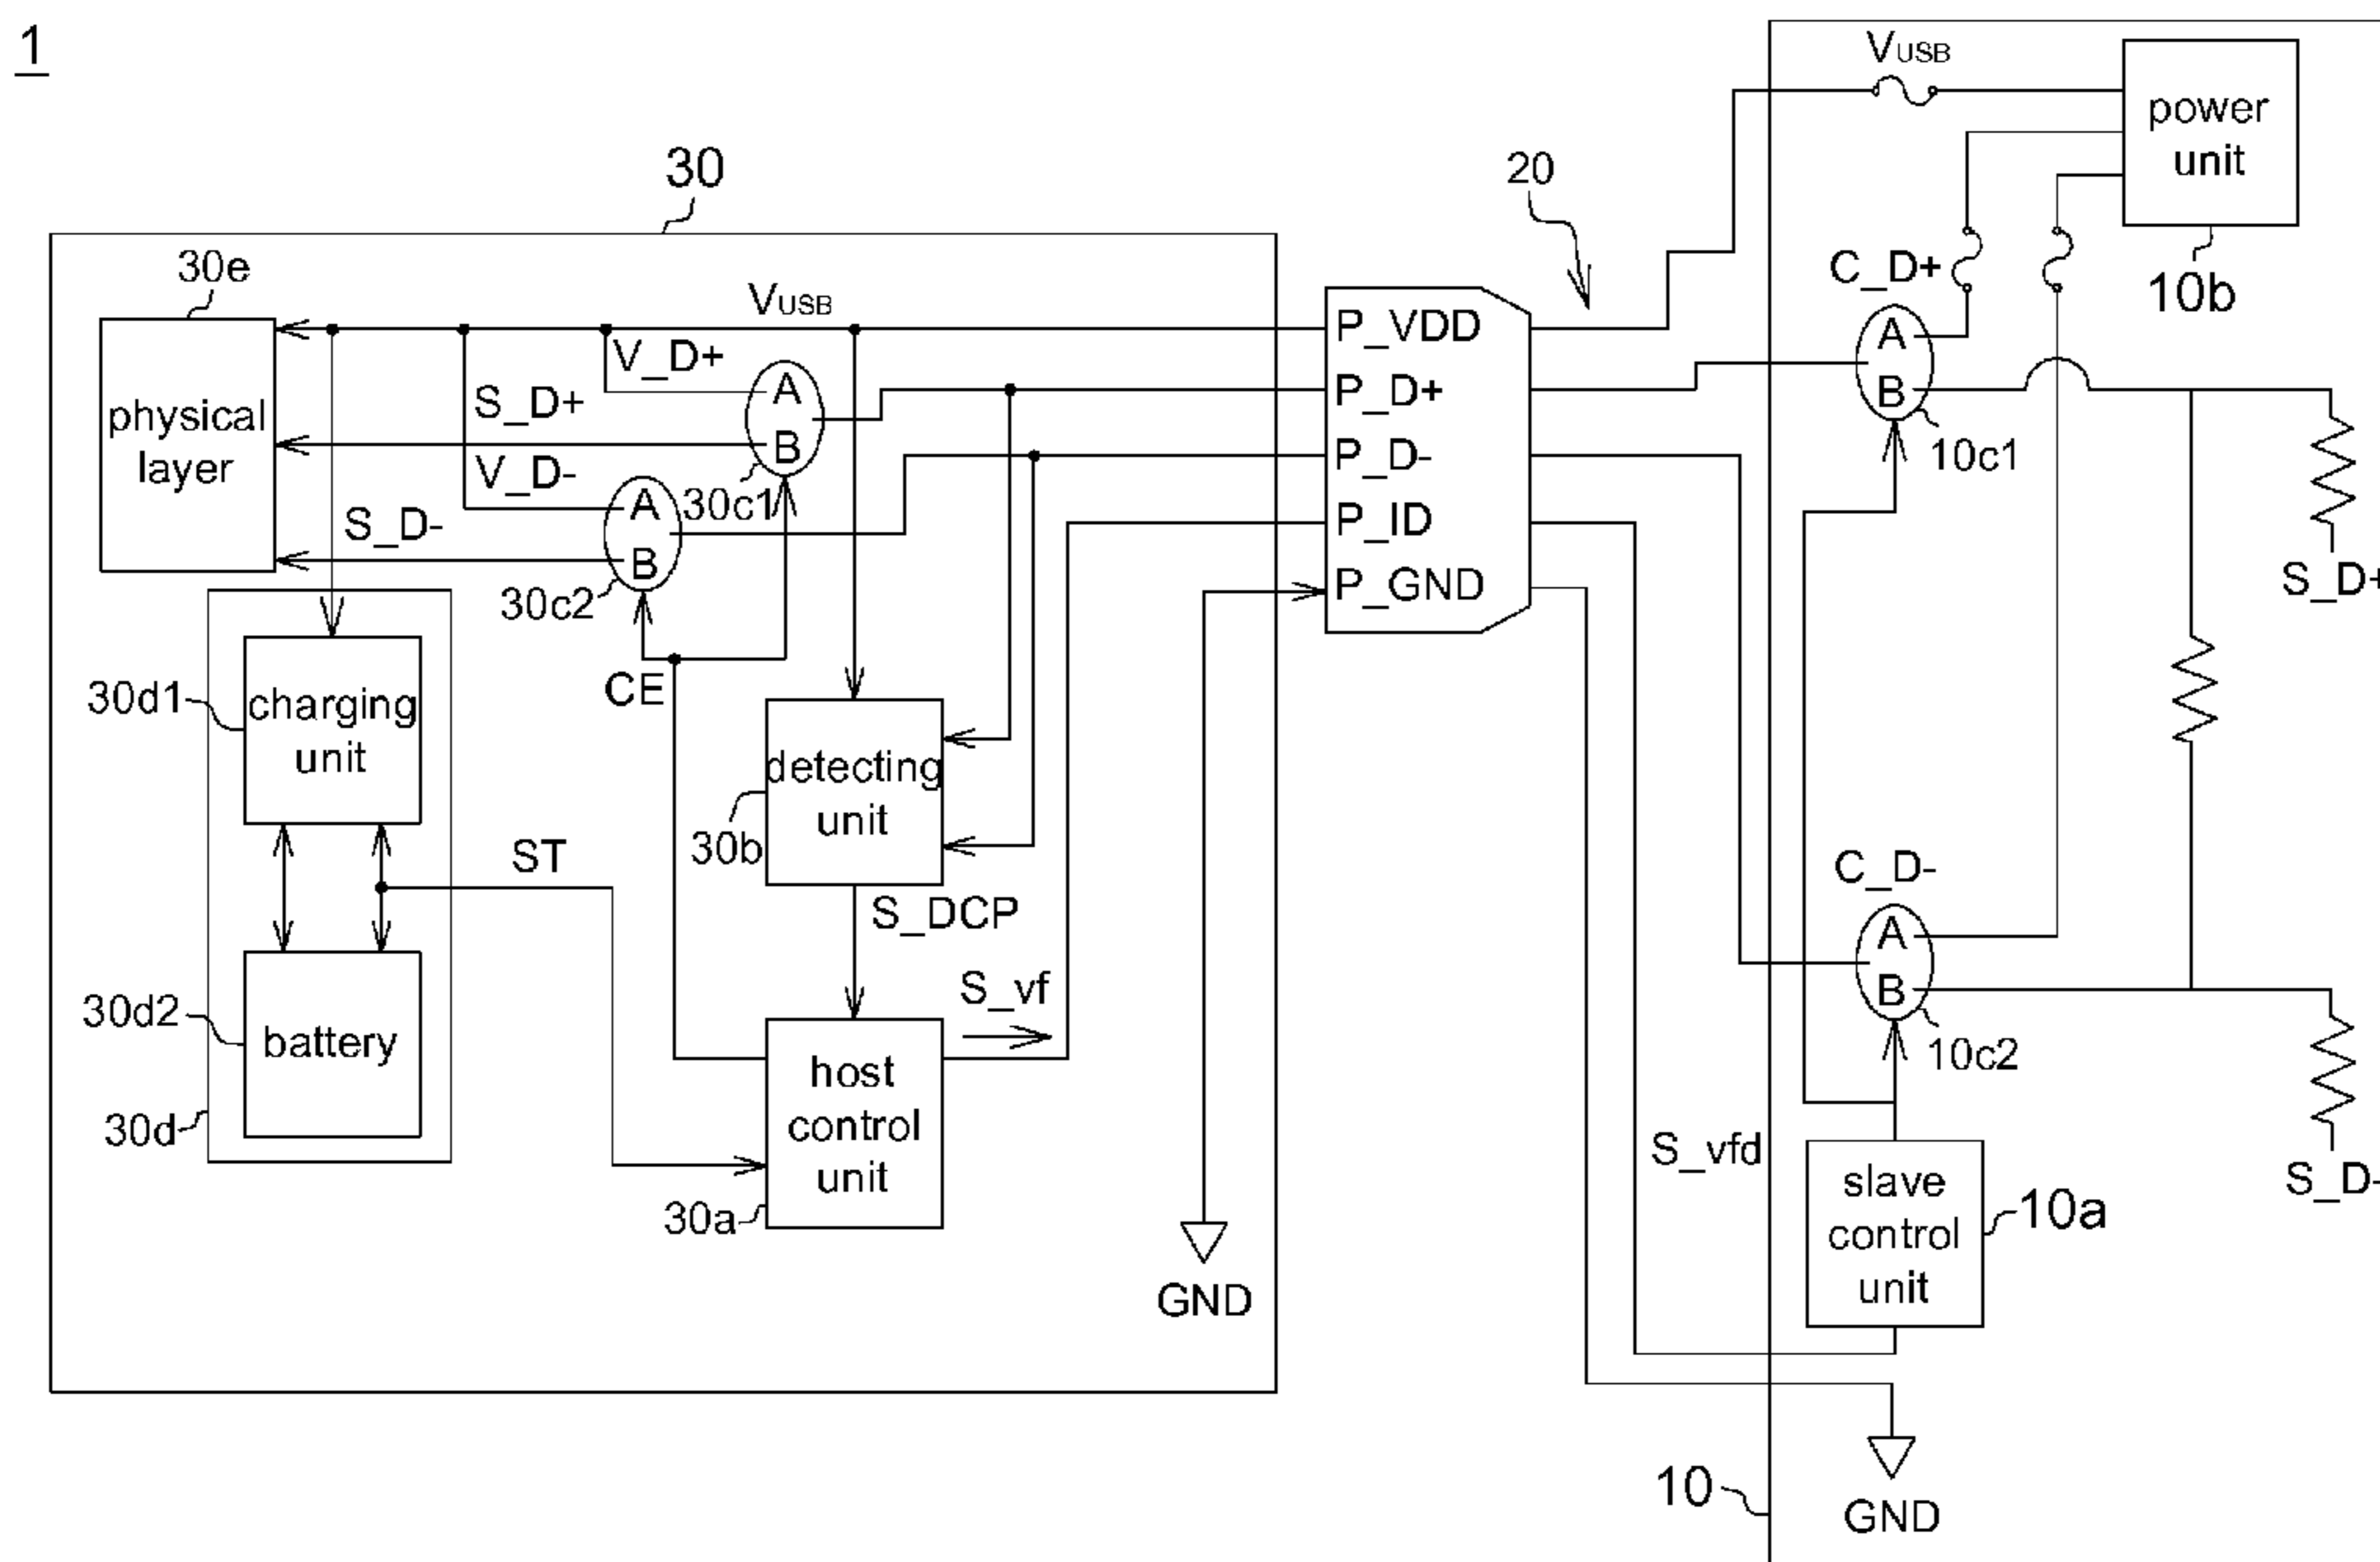 1
30
20
VUSB
power
unit
10b
30e
VUSB
physical
layer
V_D+
S_D+
V_D-
S_D-
A
B
30c1
A
B
30c2
CE
P_VDD
P_D+
P_D-
P_ID
P_GND
C_D+
A
B
10c1
S_D+
30d1
charging
unit
detecting
unit
30b
ST
S_DCP
S_vf
30d2
battery
30d
host
control
unit
30a
GND
C_D-
A
B
10c2
S_D-
S_vfd
slave
control
unit
10a
10
GND